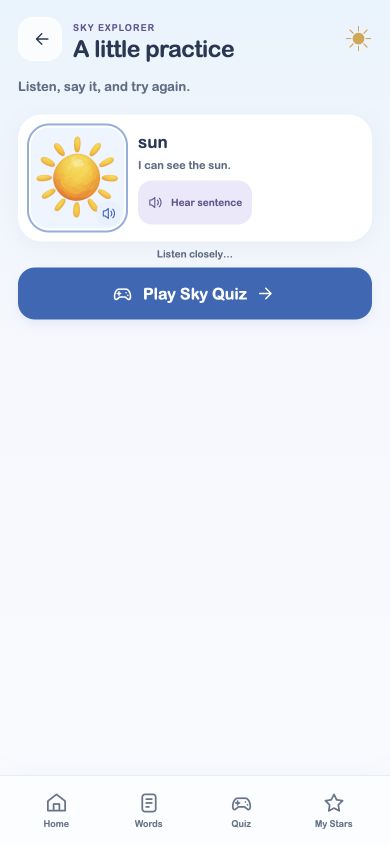 SKY EXPLORER
A little practice
Listen, say it, and try again.
sun
I can see the sun.
Hear sentence
Listen closely...
Play Sky Quiz
Home
Words
Quiz
My Stars